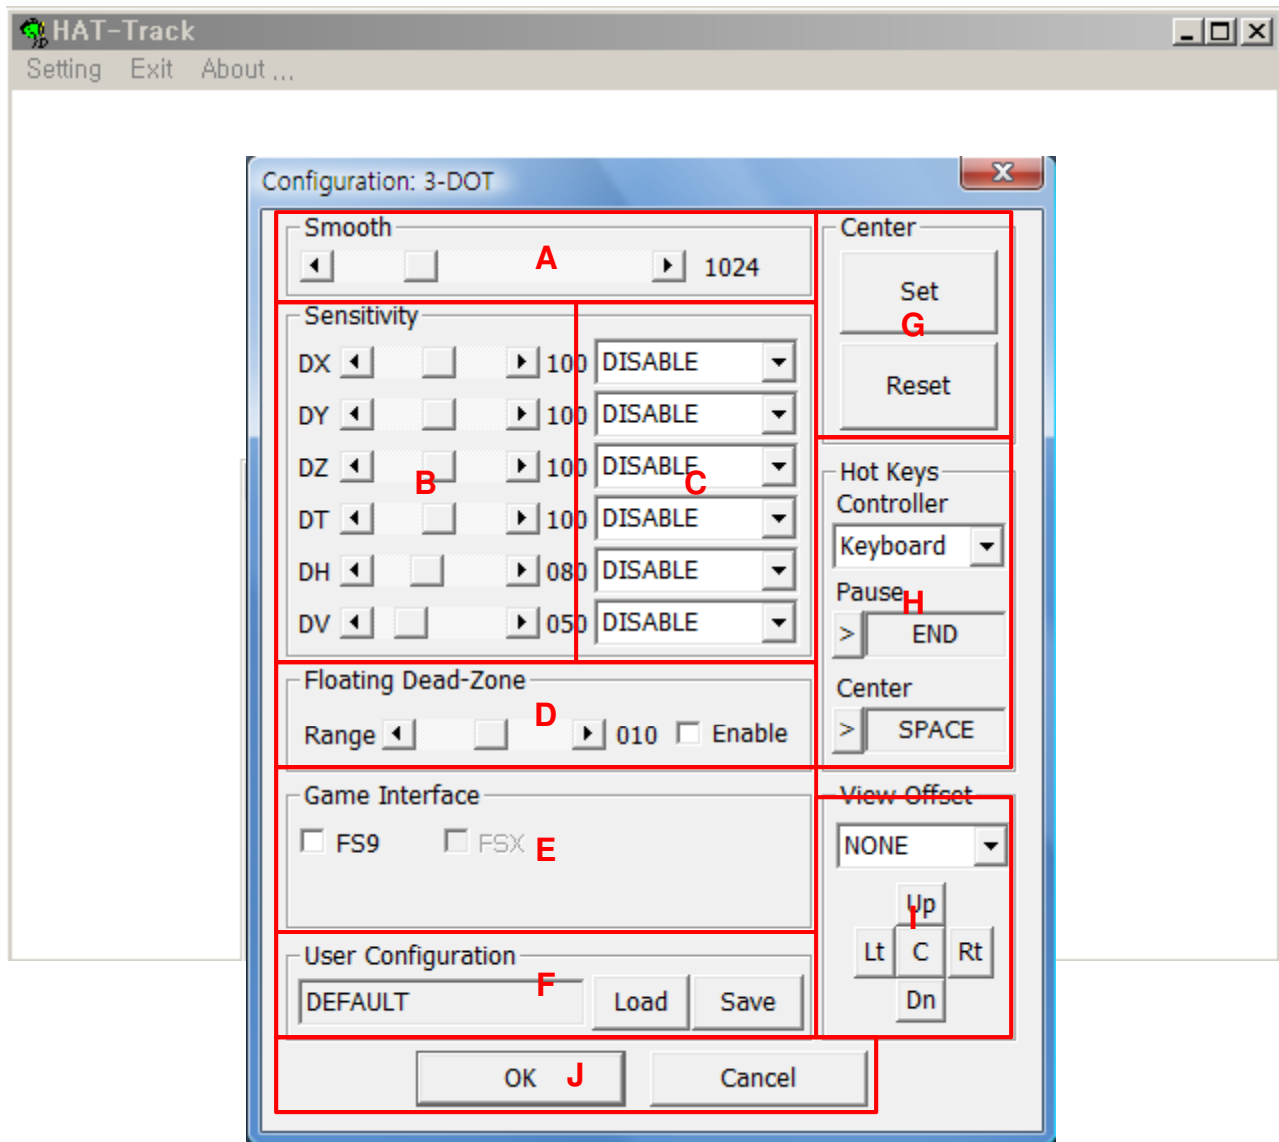 HAT-Track
Setting Exit About ...
Configuration: 3-DOT
Smooth
A
1024
Sensitivity
DX 100 DISABLE
DY 100 DISABLE
DZ 100 DISABLE
B
C
DT 100 DISABLE
DH 080 DISABLE
DV 050 DISABLE
Floating Dead-Zone
D
Range 010 Enable
Game Interface
FS9 FSX
E
User Configuration
F
DEFAULT Load Save
Center
Set
G
Reset
Hot Keys
Controller
Keyboard
Pause
H
> END
Center
> SPACE
View Offset
NONE
Up
I
Lt C Rt
Dn
OK J Cancel